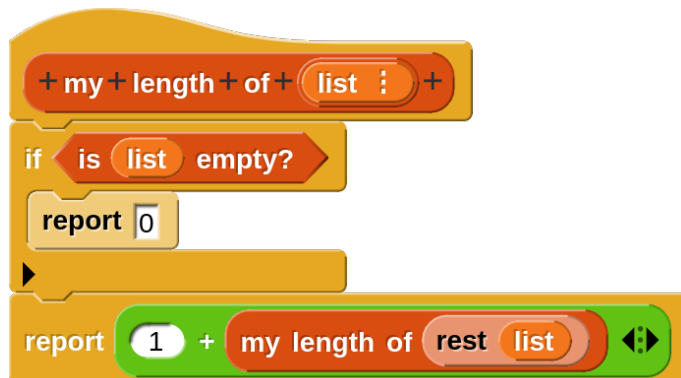 + my + length + of + list ⋮ +
if is list empty?
report 0
report 1 + my length of rest list